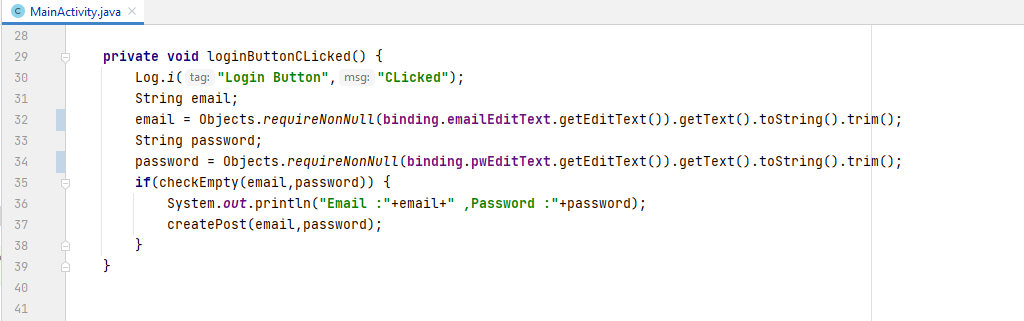 MainActivity.java
28
29 private void loginButtonCLicked() {
30 Log.i( tag: "Login Button", msg: "CLicked");
31 String email;
32 email = Objects.requireNonNull(binding.emailEditText.getEditText()).getText().toString().trim();
33 String password;
34 password = Objects.requireNonNull(binding.pwEditText.getEditText()).getText().toString().trim();
35 if(checkEmpty(email,password)) {
36 System.out.println("Email :"+email+" ,Password :"+password);
37 createPost(email,password);
38 }
39 }
40
41